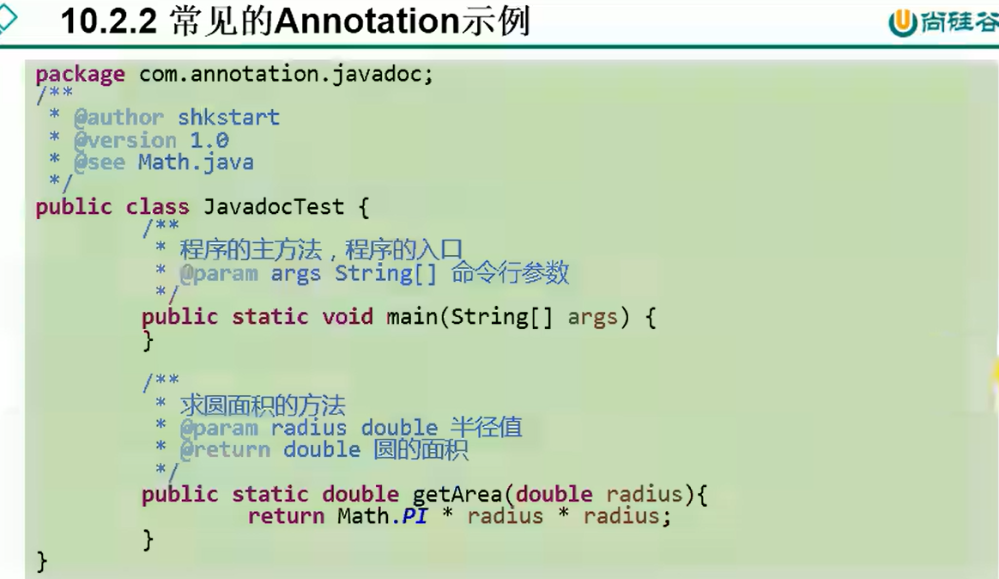 10.2.2 常见的Annotation示例
尚硅谷
package com.annotation.javadoc;
/**
 * @author shkstart
 * @version 1.0
 * @see Math.java
 */
public class JavadocTest {
	/**
	 * 程序的主方法，程序的入口
	 * @param args String[] 命令行参数
	 */
	public static void main(String[] args) {
	}
	/**
	 * 求圆面积的方法
	 * @param radius double 半径值
	 * @return double 圆的面积
	 */
	public static double getArea(double radius){
		return Math.PI * radius * radius;
	}
}